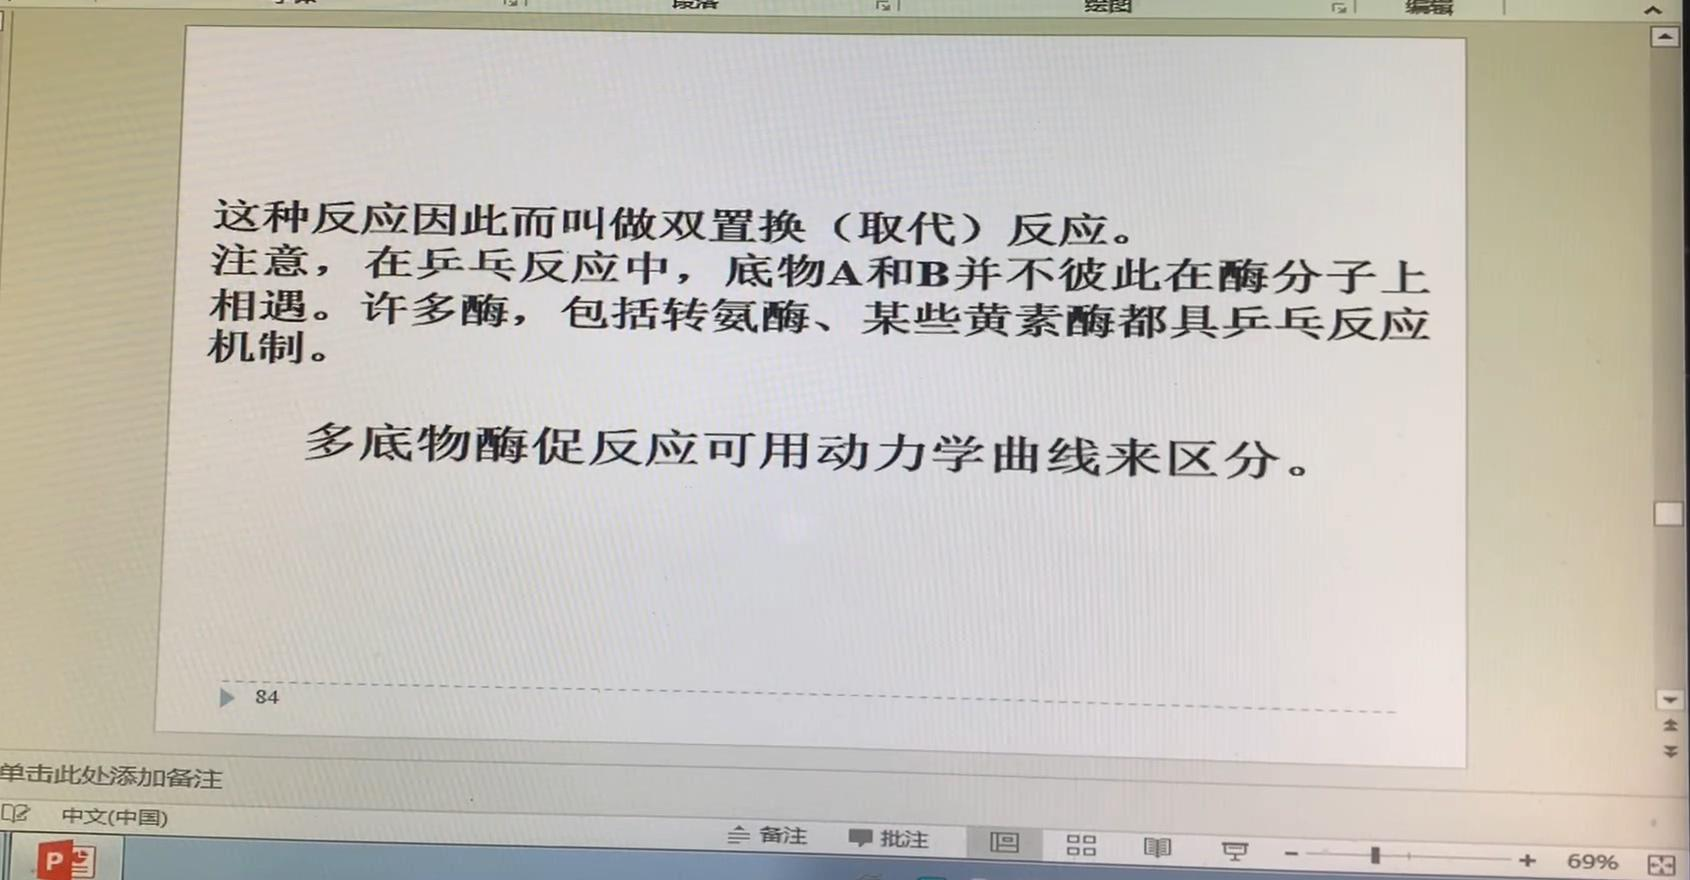 段落
绘图
编辑
这种反应因此而叫做双置换（取代）反应。
注意，在乒乓反应中，底物A和B并不彼此在酶分子上
相遇。许多酶，包括转氨酶、某些黄素酶都具乒乓反应
机制。
多底物酶促反应可用动力学曲线来区分。
84
单击此处添加备注
中文(中国)
备注
批注
69%
P